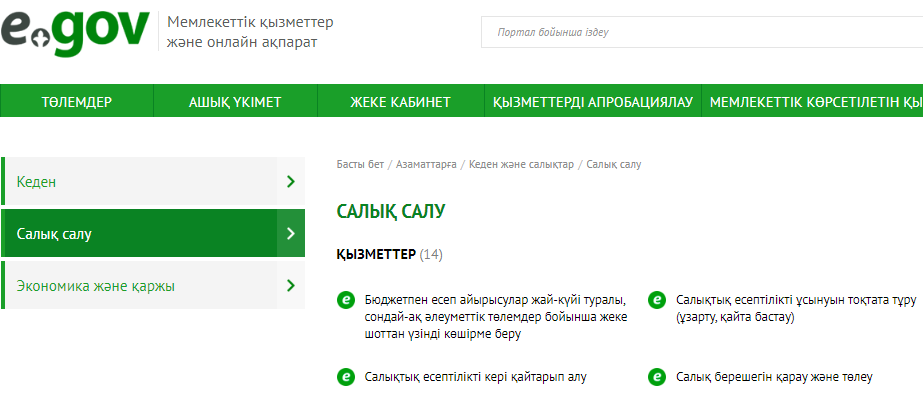 e.gov
Мемлекеттік қызметтер
және онлайн ақпарат
Портал бойынша іздеу
ТӨЛЕМДЕР
АШЫҚ ҮКІМЕТ
ЖЕКЕ КАБИНЕТ
ҚЫЗМЕТТЕРДІ АПРОБАЦИЯЛАУ
МЕМЛЕКЕТТІК КӨРСЕТІЛЕТІН ҚЫ
Кеден
Салық салу
Экономика және қаржы
Басты бет / Азаматтарға / Кеден және салықтар / Салық салу
САЛЫҚ САЛУ
ҚЫЗМЕТТЕР (14)
Бюджетпен есеп айырысулар жай-күйі туралы,
сондай-ақ әлеуметтік төлемдер бойынша жеке
шоттан үзінді көшірме беру
Салықтық есептілікті ұсынуын тоқтата тұру
(ұзарту, қайта бастау)
Салықтық есептілікті кері қайтарып алу
Салық берешегін қарау және төлеу